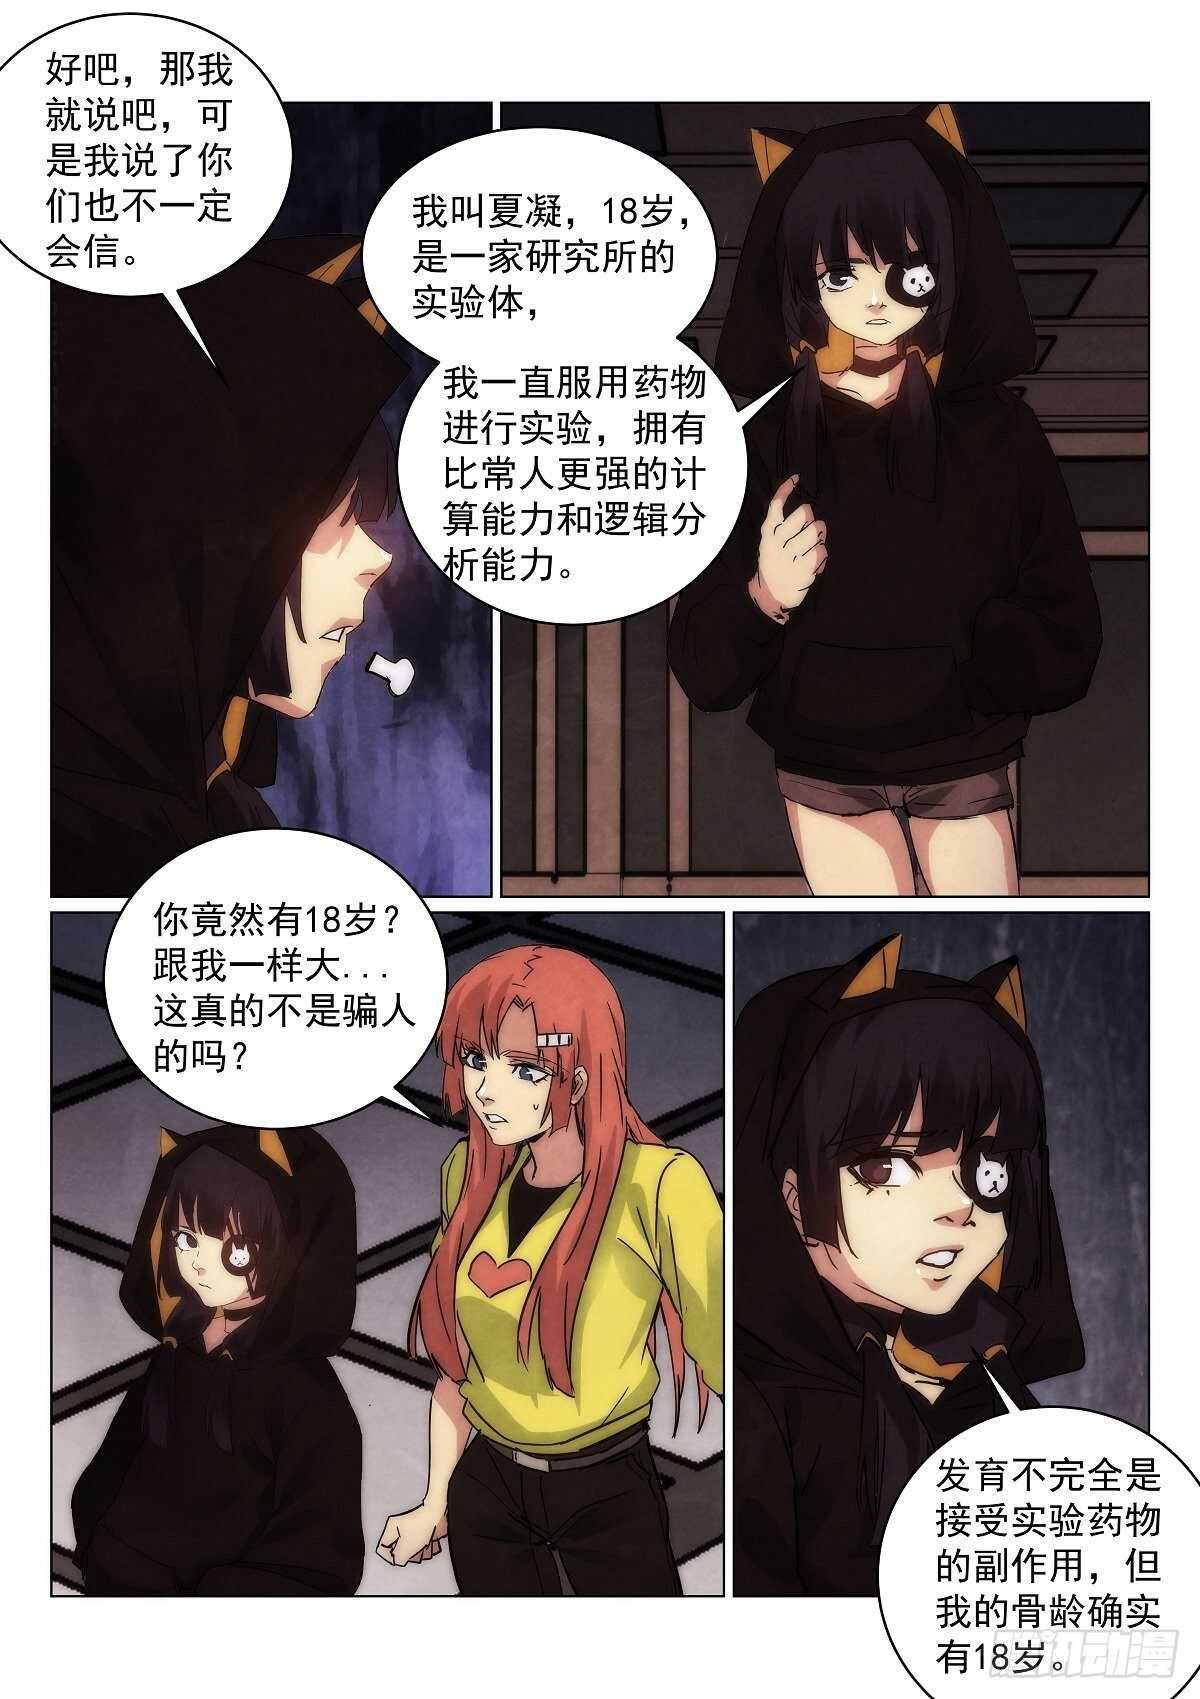 好吧，那我
就说吧，可
是我说了你
们也不一定
会信。
我叫夏凝，18岁，
是一家研究所的
实验体，
我一直服用药物
进行实验，拥有
比常人更强的计
算能力和逻辑分
析能力。
你竟然有18岁？
跟我一样大...
这真的不是骗人
的吗？
发育不完全是
接受实验药物
的副作用，但
我的骨龄确实
有18岁。
腾讯动漫